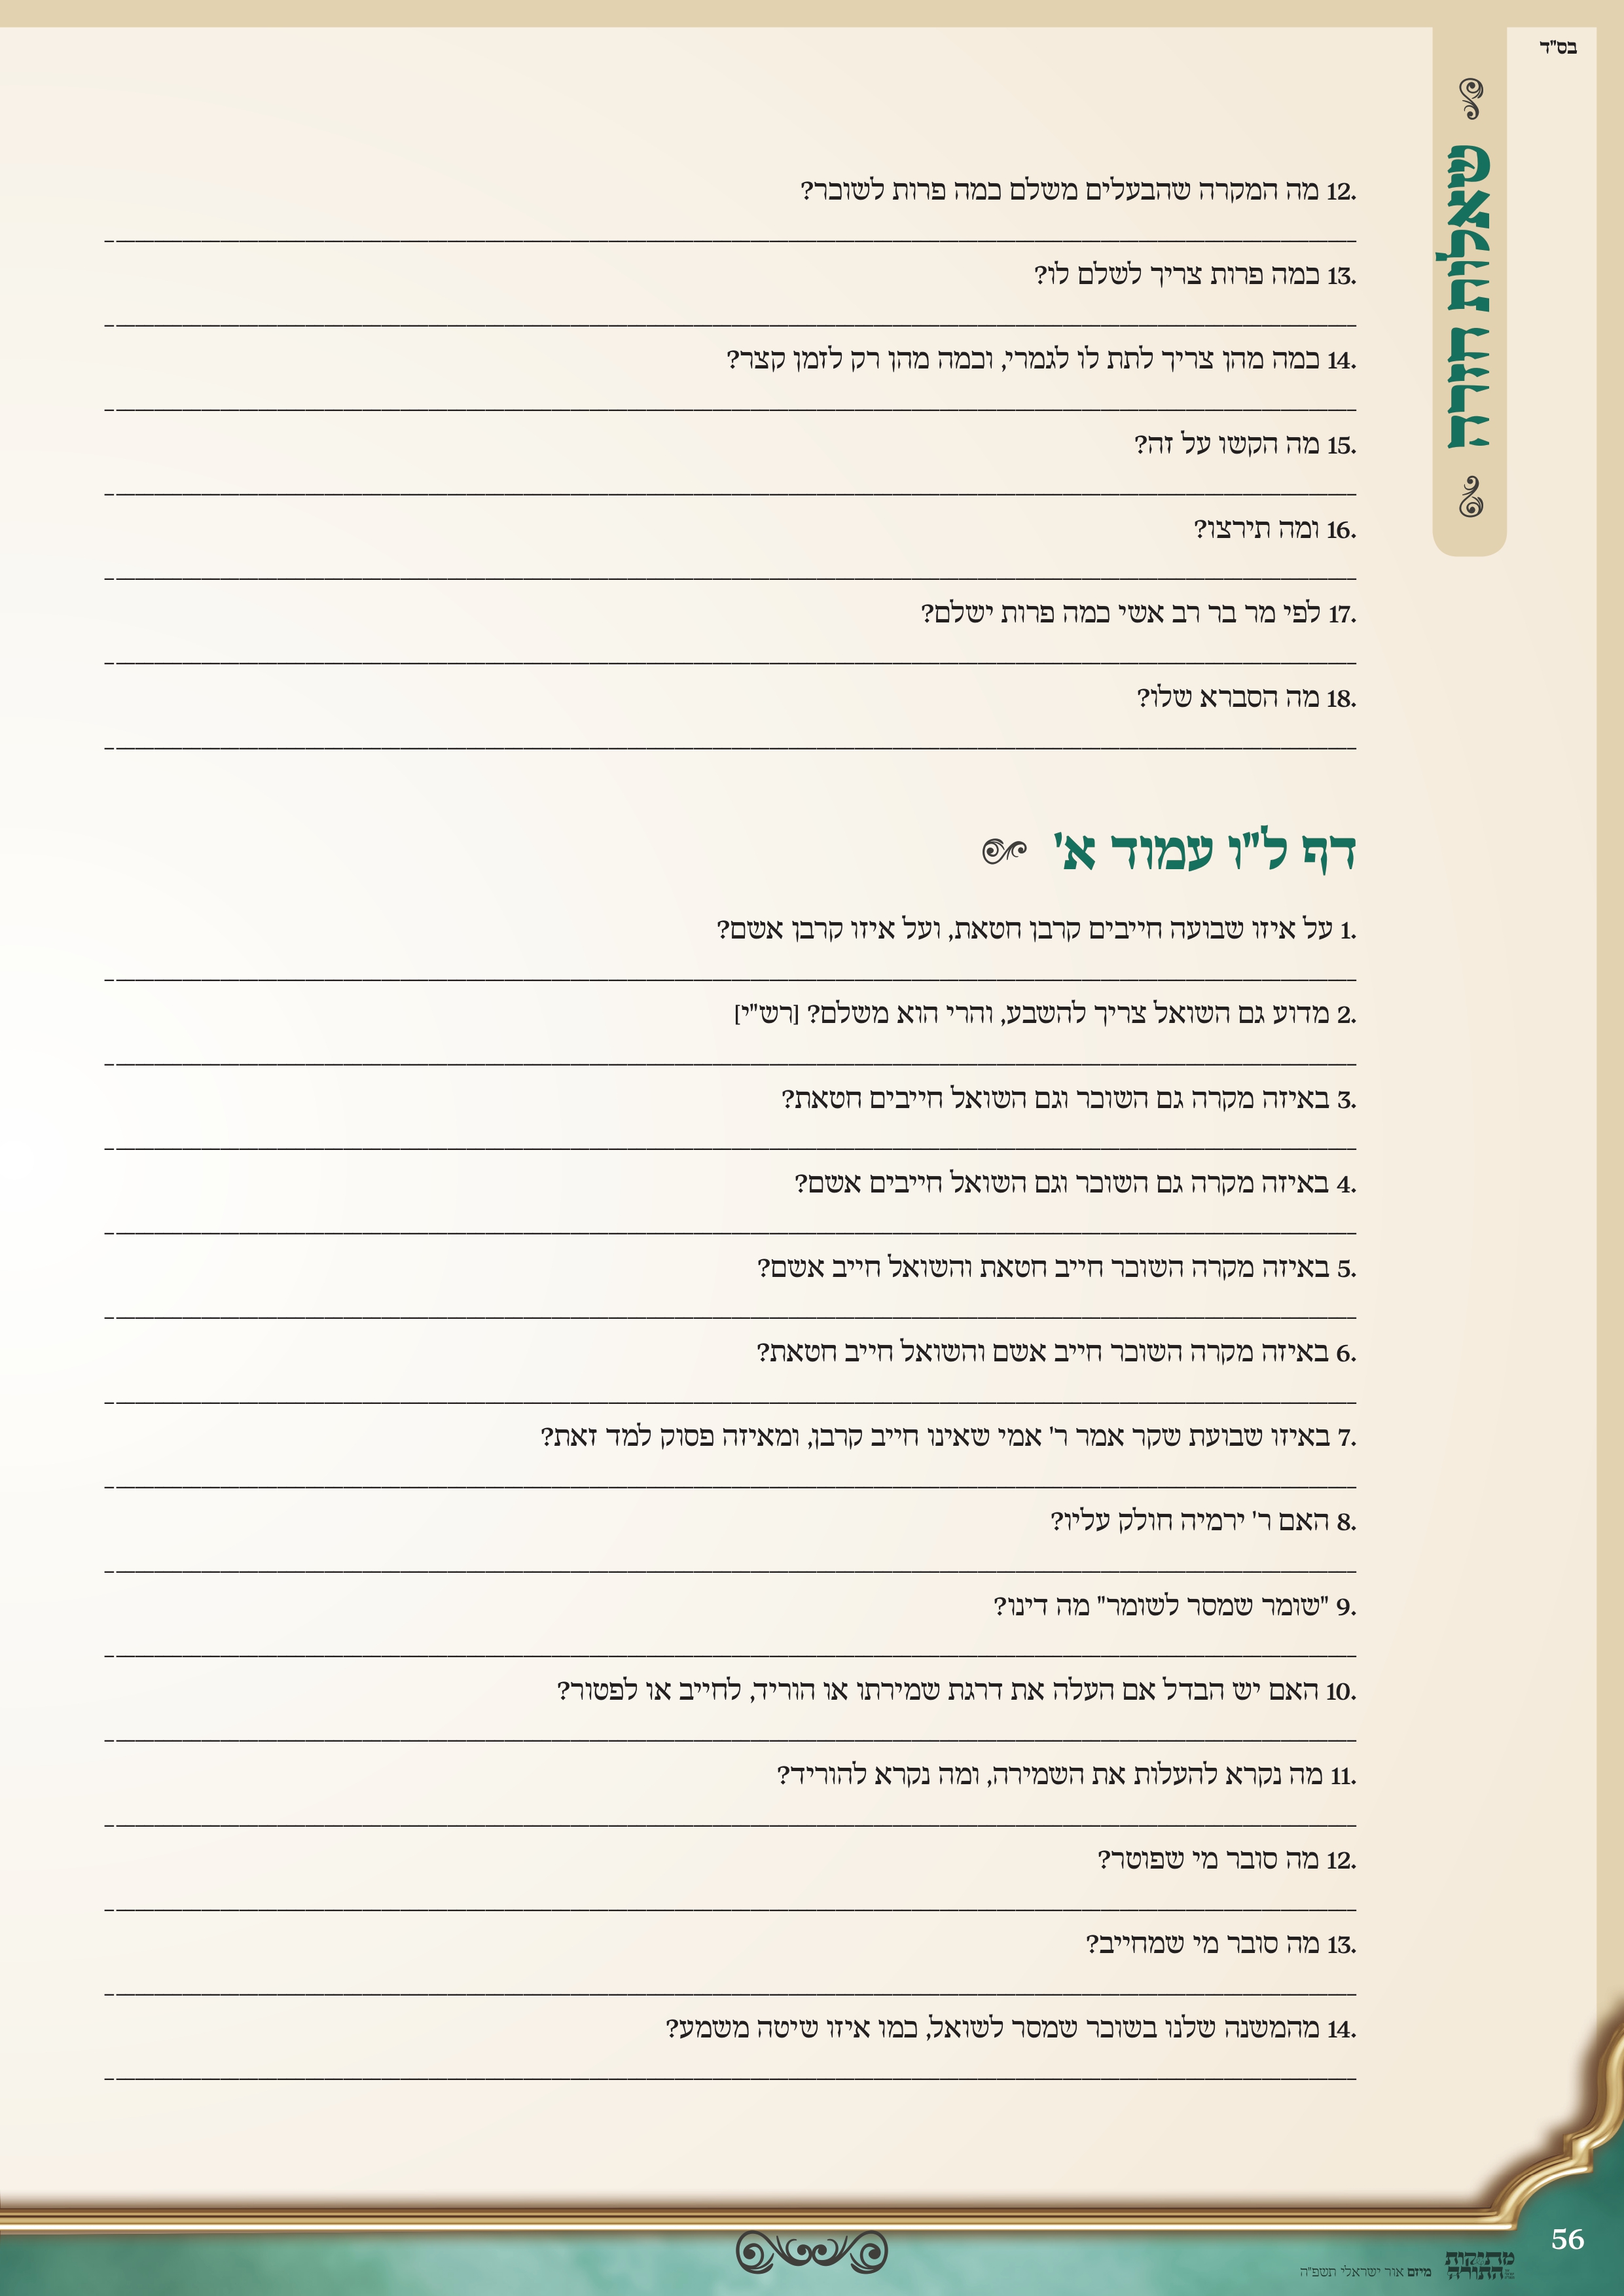 בס"ד
שאלות חזרה
12. מה המקרה שהבעלים משלם כמה פרות לשוכר?
13. כמה פרות צריך לשלם לו?
14. כמה מהן צריך לתת לו לגמרי, וכמה מהן רק לזמן קצר?
15. מה הקשו על זה?
16. ומה תירצו?
17. לפי מר בר רב אשי כמה פרות ישלם?
18. מה הסברא שלו?
דף ל"ו עמוד א'
1. על איזו שבועה חייבים קרבן חטאת, ועל איזו קרבן אשם?
2. מדוע גם השואל צריך להשבע, והרי הוא משלם? [רש"י]
3. באיזה מקרה גם השוכר וגם השואל חייבים חטאת?
4. באיזה מקרה גם השוכר וגם השואל חייבים אשם?
5. באיזה מקרה השוכר חייב חטאת והשואל חייב אשם?
6. באיזה מקרה השוכר חייב אשם והשואל חייב חטאת?
7. באיזו שבועת שקר אמר ר' אמי שאינו חייב קרבן, ומאיזה פסוק למד זאת?
8. האם ר' ירמיה חולק עליו?
9. "שומר שמסר לשומר" מה דינו?
10. האם יש הבדל אם העלה את דרגת שמירתו או הוריד, לחייב או לפטור?
11. מה נקרא להעלות את השמירה, ומה נקרא להוריד?
12. מה סובר מי שפוטר?
13. מה סובר מי שמחייב?
14. מהמשנה שלנו בשוכר שמסר לשואל, כמו איזו שיטה משמע?
56
מתיקות
התורה
מיזם אור ישראלי תשפ"ה